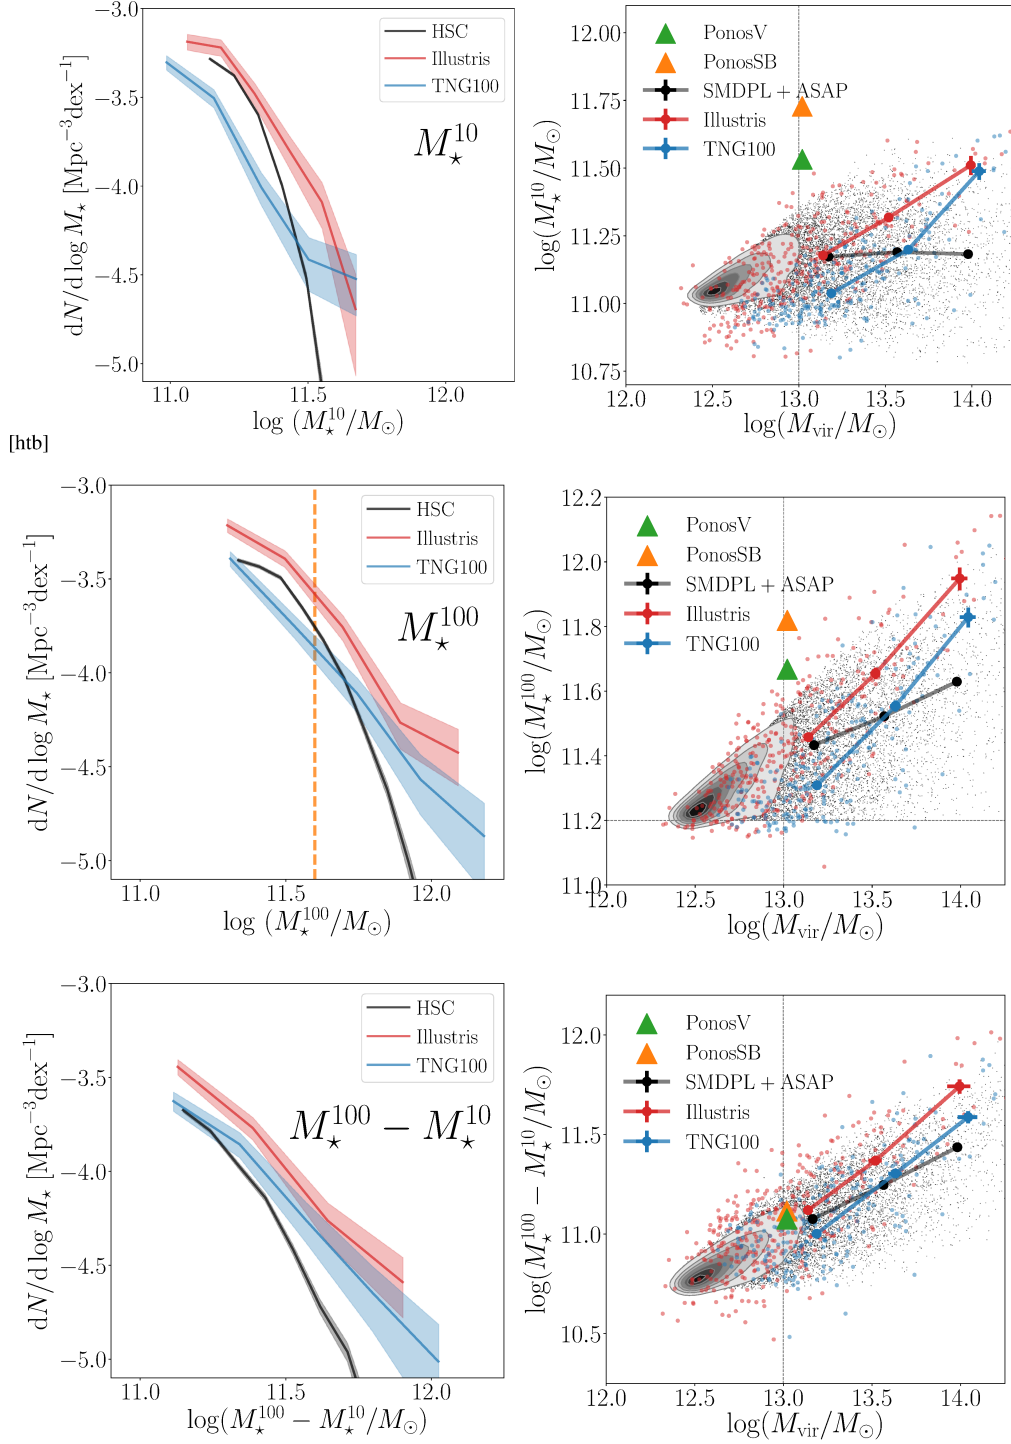 −3.0
−3.5
−4.0
−4.5
−5.0
dN/d log M⋆ [Mpc⁻³dex⁻¹]
HSC
Illustris
TNG100
M⋆¹⁰
11.0 11.5 12.0
log (M⋆¹⁰/M⊙)
12.00
11.75
11.50
11.25
11.00
10.75
log(M⋆¹⁰/M⊙)
PonosV
PonosSB
SMDPL + ASAP
Illustris
TNG100
12.0 12.5 13.0 13.5 14.0
log(Mvir/M⊙)
[htb]
−3.0
−3.5
−4.0
−4.5
−5.0
dN/d log M⋆ [Mpc⁻³dex⁻¹]
HSC
Illustris
TNG100
M⋆¹⁰⁰
11.0 11.5 12.0
log (M⋆¹⁰⁰/M⊙)
12.2
12.0
11.8
11.6
11.4
11.2
11.0
log(M⋆¹⁰⁰/M⊙)
PonosV
PonosSB
SMDPL + ASAP
Illustris
TNG100
12.0 12.5 13.0 13.5 14.0
log(Mvir/M⊙)
−3.0
−3.5
−4.0
−4.5
−5.0
dN/d log M⋆ [Mpc⁻³dex⁻¹]
HSC
Illustris
TNG100
M⋆¹⁰⁰ − M⋆¹⁰
11.0 11.5 12.0
log(M⋆¹⁰⁰ − M⋆¹⁰/M⊙)
12.0
11.5
11.0
10.5
log(M⋆¹⁰⁰ − M⋆¹⁰/M⊙)
PonosV
PonosSB
SMDPL + ASAP
Illustris
TNG100
12.0 12.5 13.0 13.5 14.0
log(Mvir/M⊙)